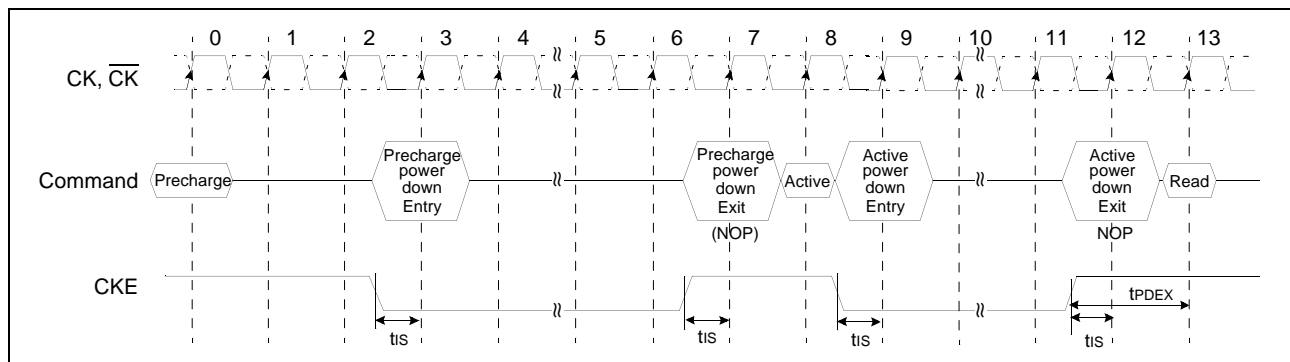 0 1 2 3 4 5 6 7 8 9 10 11 12 13
CK, CK
Command
Precharge
Precharge
power
down
Entry
Precharge
power
down
Exit
(NOP)
Active
Active
power
down
Entry
Active
power
down
Exit
NOP
Read
CKE
tIS
tIS
tIS
tPDEX
tIS